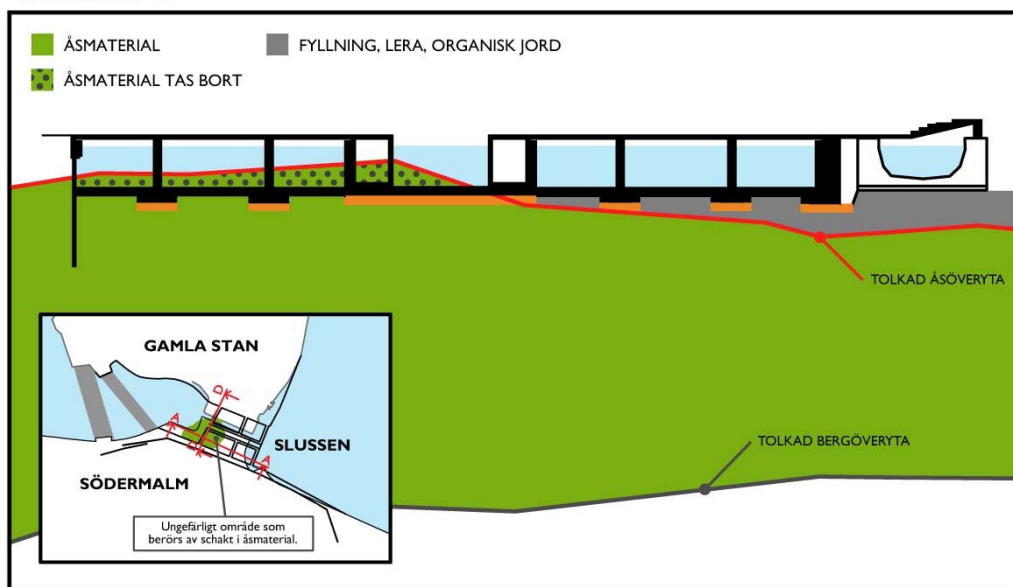 ÅSMATERIAL
FYLLNING, LERA, ORGANISK JORD
ÅSMATERIAL TAS BORT
TOLKAD ÅSÖVERYTA
GAMLA STAN
D
A
SLUSSEN
D
A
SÖDERMALM
TOLKAD BERGÖVERYTA
Ungefärligt område som
berörs av schakt i åsmaterial.